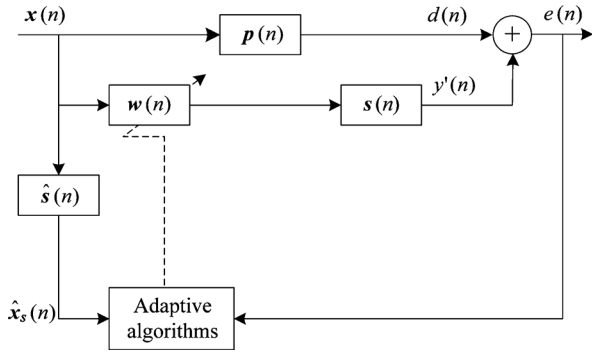 x(n)
p(n)
d(n)
e(n)
+
w(n)
s(n)
y'(n)
ŝ(n)
x̂ₛ(n)
Adaptive
algorithms